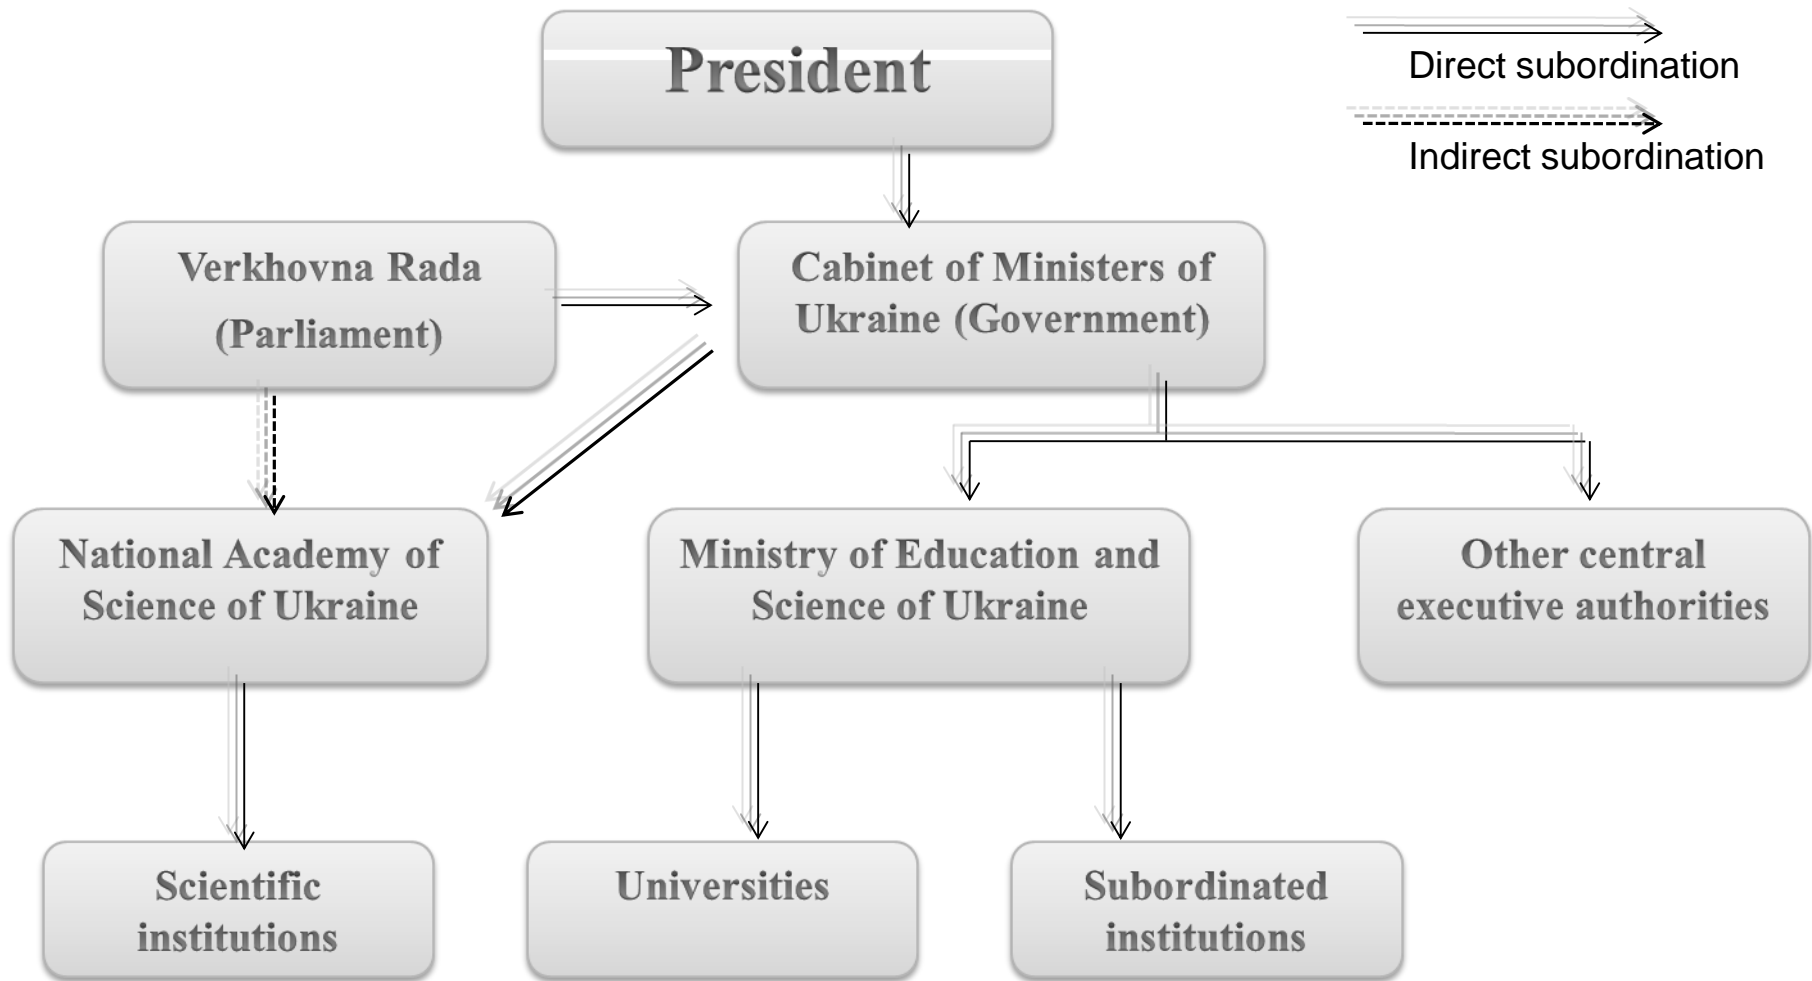 President
Direct subordination
Indirect subordination
Verkhovna Rada
(Parliament)
Cabinet of Ministers of
Ukraine (Government)
National Academy of
Science of Ukraine
Ministry of Education and
Science of Ukraine
Other central
executive authorities
Scientific
institutions
Universities
Subordinated
institutions